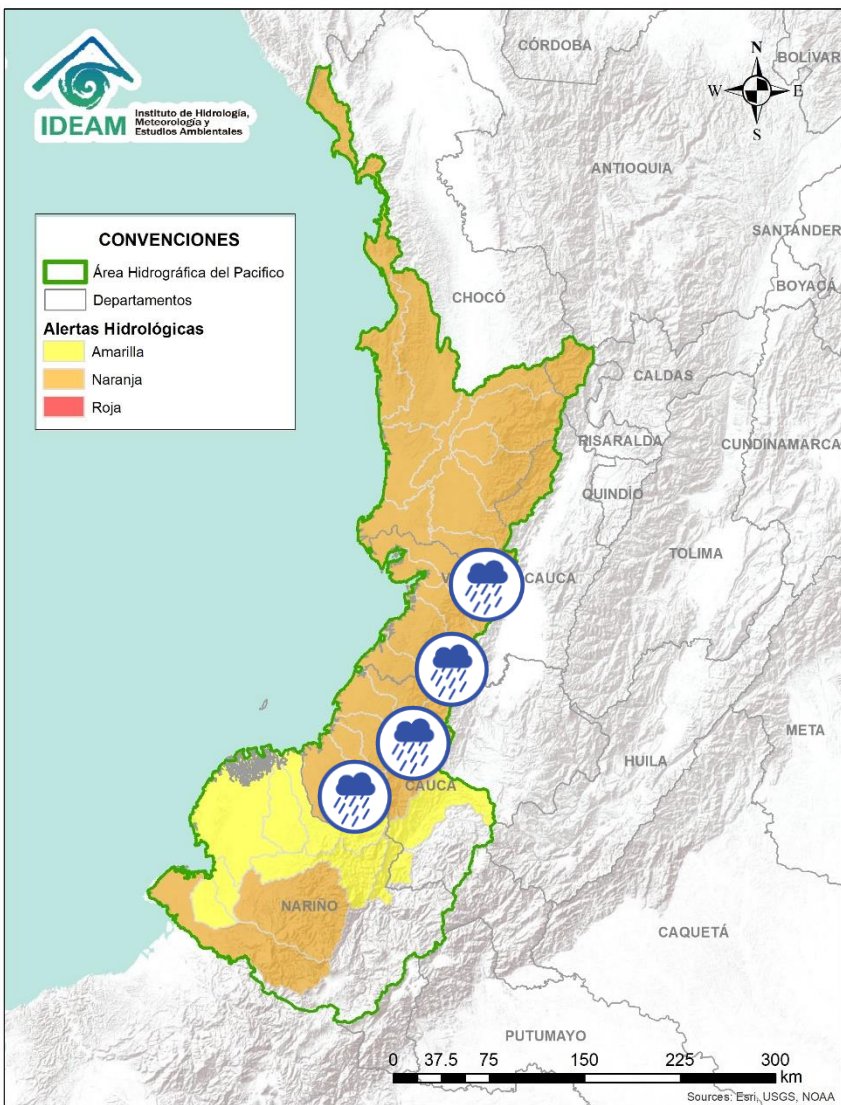 IDEAM
Instituto de Hidrología,
Meteorología y
Estudios Ambientales
CONVENCIONES
Área Hidrográfica del Pacifico
Departamentos
Alertas Hidrológicas
Amarilla
Naranja
Roja
N
W E
S
CÓRDOBA
BOLÍVAR
ANTIOQUIA
SANTANDER
BOYACÁ
CHOCÓ
CALDAS
RISARALDA
CUNDINAMARCA
QUINDÍO
TOLIMA
CAUCA
META
HUILA
CAUCA
NARIÑO
CAQUETÁ
PUTUMAYO
0 37.5 75 150 225 300
km
Sources: Esri, USGS, NOAA